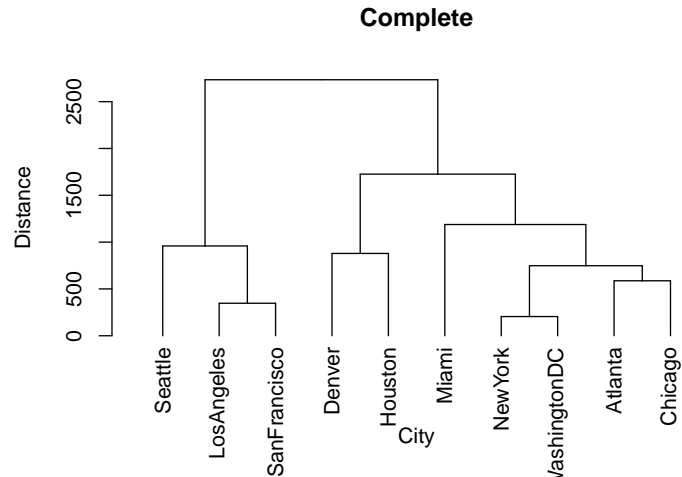 Complete
Distance
2500
1500
500
0
Seattle
LosAngeles
SanFrancisco
Denver
Houston
Miami
NewYork
WashingtonDC
Atlanta
Chicago
City